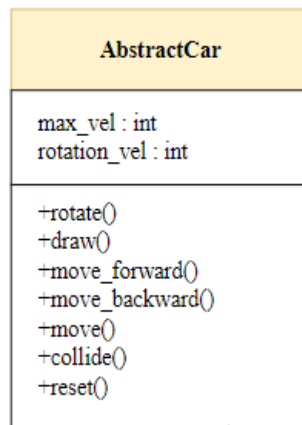 AbstractCar
max_vel : int
rotation_vel : int
+rotate()
+draw()
+move_forward()
+move_backward()
+move()
+collide()
+reset()